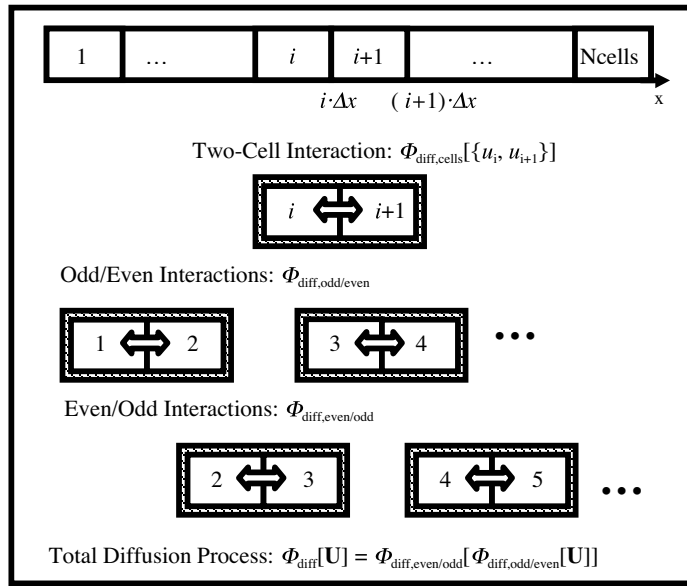 1 … i i+1 … Ncells
i·Δx (i+1)·Δx x
Two-Cell Interaction: Φdiff,cells[{ui, ui+1}]
i i+1
Odd/Even Interactions: Φdiff,odd/even
1 2 3 4 •••
Even/Odd Interactions: Φdiff,even/odd
2 3 4 5 •••
Total Diffusion Process: Φdiff[U] = Φdiff,even/odd[Φdiff,odd/even[U]]